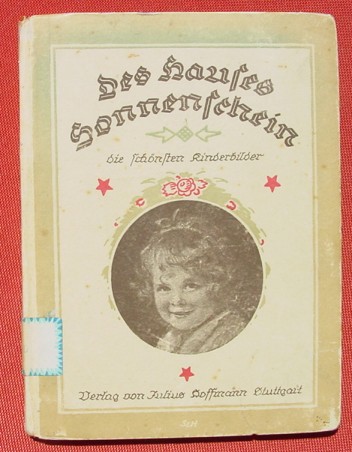 Des Hauses
Sonnenschein
die schönsten Kinderbilder
Verlag von Julius Hoffmann Stuttgart